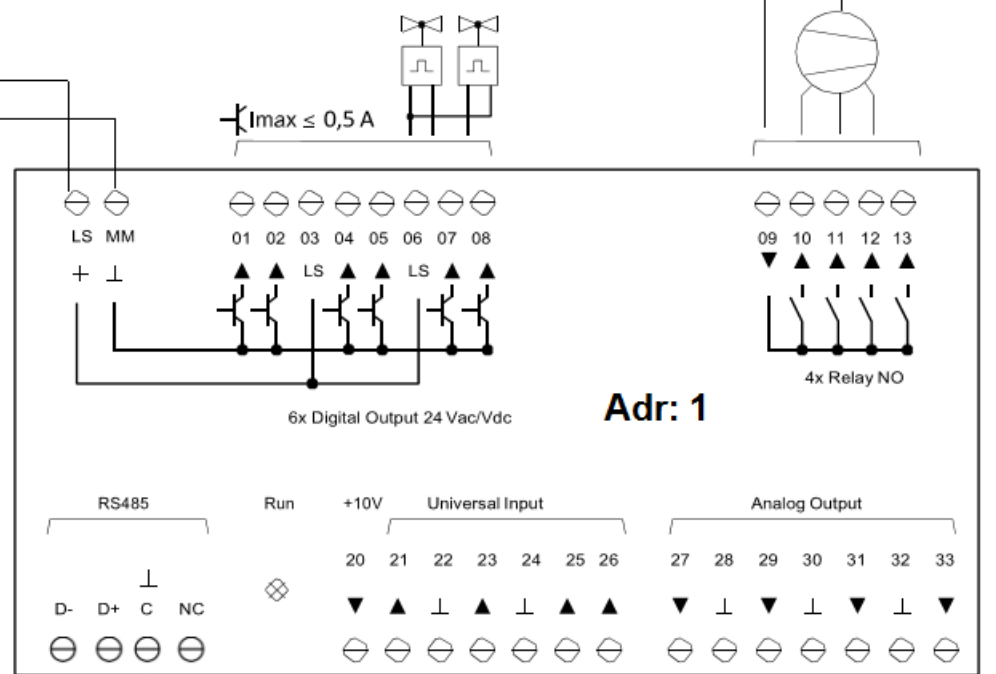 Imax ≤ 0,5 A
LS MM 01 02 03 04 05 06 07 08 09 10 11 12 13
LS LS
4x Relay NO
6x Digital Output 24 Vac/Vdc
Adr: 1
RS485 Run +10V Universal Input Analog Output
20 21 22 23 24 25 26 27 28 29 30 31 32 33
D- D+ C NC